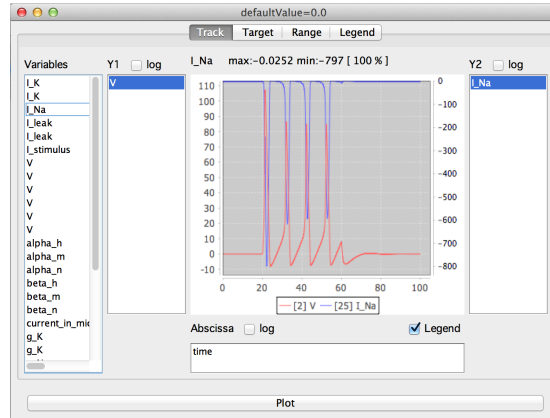 defaultValue=0.0
Track Target Range Legend
Variables Y1 log I_Na max:-0.0252 min:-797 [ 100 % ] Y2 log
I_K
I_K
I_Na
I_leak
I_leak
I_stimulus
V
V
V
V
V
V
alpha_h
alpha_m
alpha_n
beta_h
beta_m
beta_n
current_in_mic
g_K
g_K
V
110
100
90
80
70
60
50
40
30
20
10
0
-10
0
-100
-200
-300
-400
-500
-600
-700
-800
0 20 40 60 80 100
[2] V [25] I_Na
I_Na
Abscissa log Legend
time
Plot